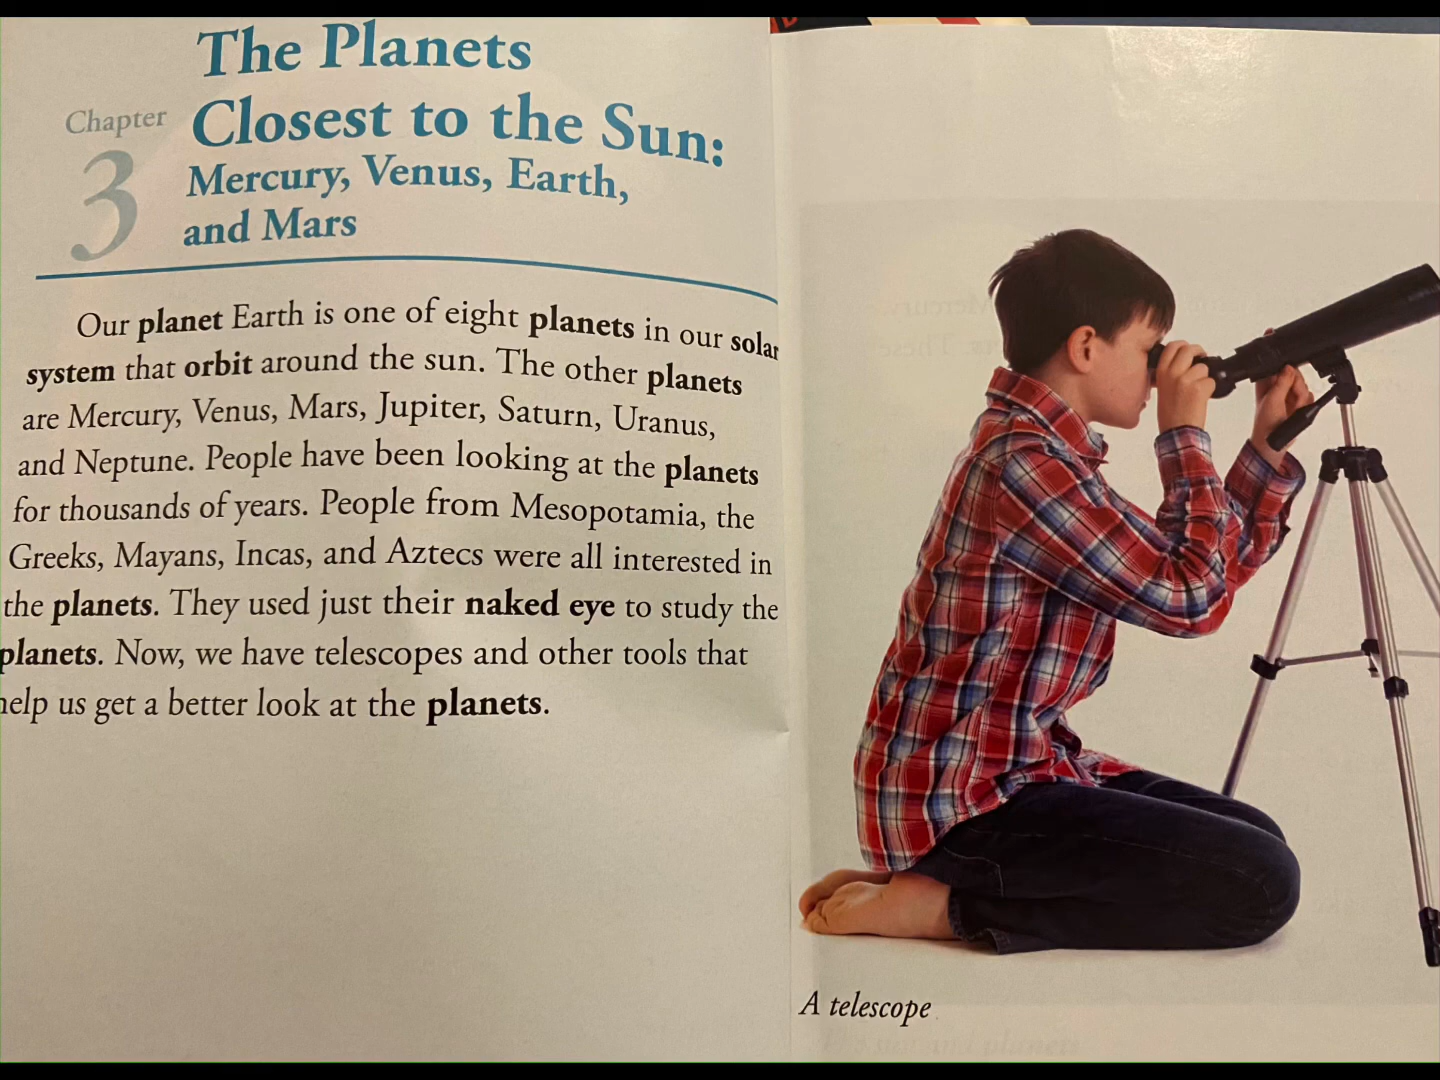 The Planets
Chapter
3
Closest to the Sun:
Mercury, Venus, Earth,
and Mars
Our planet Earth is one of eight planets in our solar
system that orbit around the sun. The other planets
are Mercury, Venus, Mars, Jupiter, Saturn, Uranus,
and Neptune. People have been looking at the planets
for thousands of years. People from Mesopotamia, the
Greeks, Mayans, Incas, and Aztecs were all interested in
the planets. They used just their naked eye to study the
planets. Now, we have telescopes and other tools that
help us get a better look at the planets.
A telescope